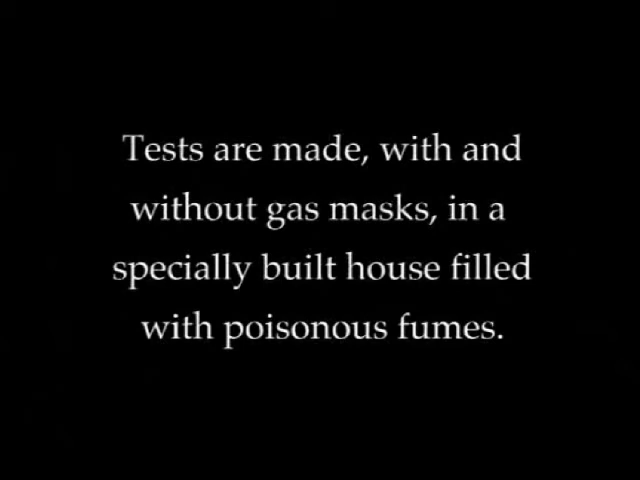 Tests are made, with and
without gas masks, in a
specially built house filled
with poisonous fumes.